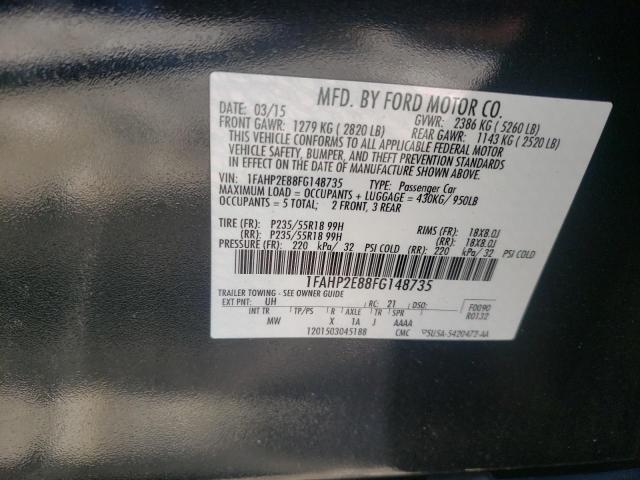 MFD. BY FORD MOTOR CO.
DATE: 03/15 GVWR: 2386 KG ( 5260 LB)
FRONT GAWR: 1279 KG ( 2820 LB) REAR GAWR: 1143 KG ( 2520 LB)
THIS VEHICLE CONFORMS TO ALL APPLICABLE FEDERAL MOTOR
VEHICLE SAFETY, BUMPER, AND THEFT PREVENTION STANDARDS
IN EFFECT ON THE DATE OF MANUFACTURE SHOWN ABOVE.
VIN: 1FAHP2E88FG148735 TYPE: Passenger Car
MAXIMUM LOAD = OCCUPANTS + LUGGAGE = 430KG/ 950LB
OCCUPANTS = 5 TOTAL; 2 FRONT, 3 REAR
TIRE (FR): P235/55R18 99H RIMS (FR): 18X8.0J
(RR): P235/55R18 99H (RR): 18X8.0J
PRESSURE (FR): 220 kPa/ 32 PSI COLD (RR): 220 kPa/ 32 PSI COLD
1FAHP2E88FG148735
TRAILER TOWING - SEE OWNER GUIDE
EXT PNT: UH RC: 21 DSO: F0090
INT TR TP/PS R AXLE TR SPR R0132
MW X 1A J AAAA
1201503045188 CMC 5U5A-5420472-AA